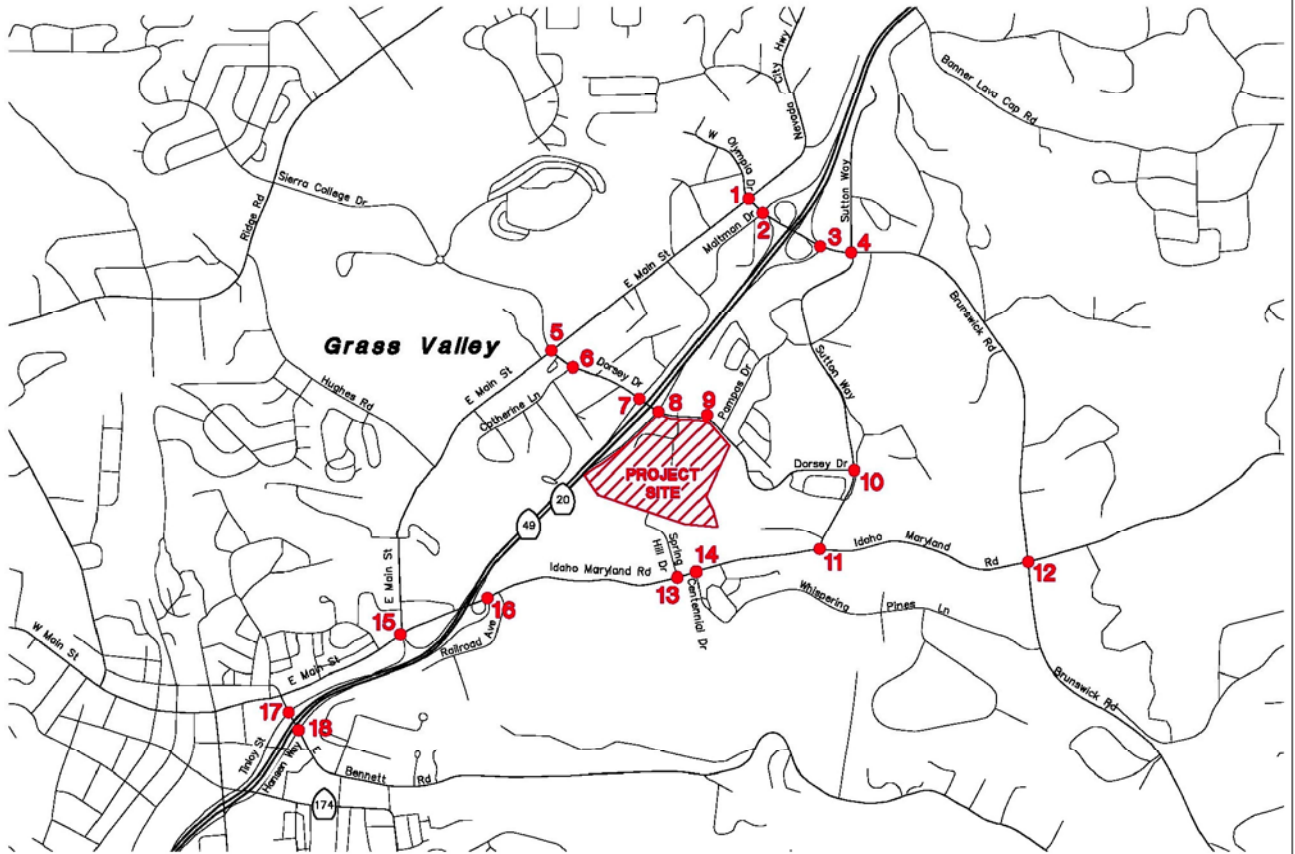 Nevada City Hwy
Banner Lava Cap Rd
W Olympia Dr
Sierra College Dr
Ridge Rd
Sutton Way
1
Maltman Dr
2
3
4
E Main St
Brunswick Rd
5
Grass Valley
6
Dorsey Dr
Sutton Way
Hughes Rd
E Main St
Catherine Ln
7
8
9
Pampas Dr
PROJECT
SITE
Dorsey Dr
10
20
49
Spring
Hill Dr
14
11
Idaho Maryland Rd
12
Idaho Maryland Rd
13
Centennial Dr
Whispering Pines Ln
E Main St
15
16
Railroad Ave
W Main St
E Main St
Brunswick Rd
17
18
Tinloy St
Hansen Way
Bennett Rd
174